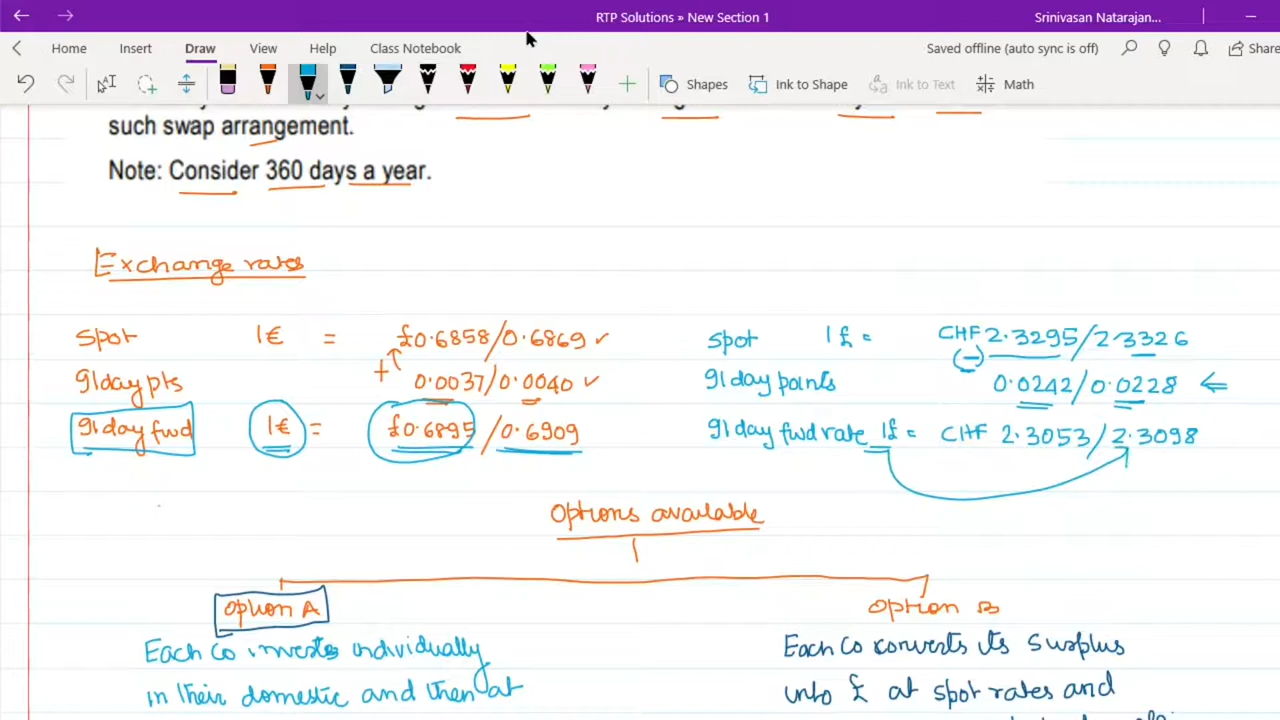 RTP Solutions » New Section 1
Srinivasan Natarajan...
Home Insert Draw View Help Class Notebook
Saved offline (auto sync is off)
Share
Shapes
Ink to Shape
Ink to Text
Math
such swap arrangement.
Note: Consider 360 days a year.
Exchange rates
spot 1€ = £0.6858/0.6869 ✓
+
91day pts 0.0037/0.0040 ✓
91day fwd 1€ = £0.6895/0.6909
spot 1£ = CHF 2.3295/2.3326
(-)
91day points 0.0242/0.0228 ←
91day fwd rate 1£ = CHF 2.3053/2.3098
Options available
Option A
Each Co invests individually
in their domestic and then at
Option B
Each Co converts its surplus
into £ at spot rates and